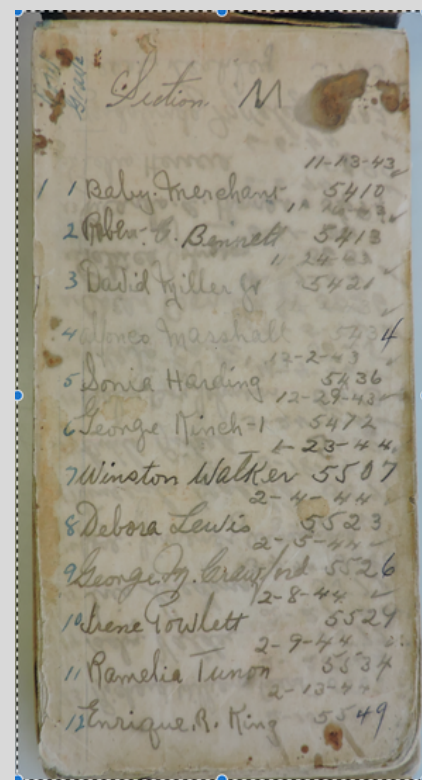 Row Grave
Section M
11-13-43
1 1 Baby Merchant 5410
2 Robert E. Bennett 5413
3 David Miller Jr 5421
4 Marshall 5434
12-2-43
5 Sonia Harding 5436
12-29-43
6 George Kinch-1 5472
1-23-44
7 Winston Walker 5507
2-4-44
8 Debora Lewis 5523
2-5-44
9 George M. Crawford 5526
2-8-44
10 Irene Powlett 5529
2-9-44
11 Ramelia Tunon 5534
2-13-44
12 Enrique R. King 5549